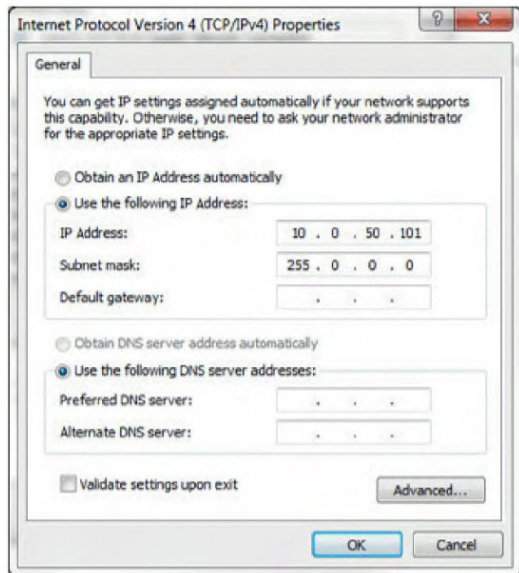 Internet Protocol Version 4 (TCP/IPv4) Properties
General
You can get IP settings assigned automatically if your network supports
this capability. Otherwise, you need to ask your network administrator
for the appropriate IP settings.
Obtain an IP Address automatically
Use the following IP Address:
IP Address: 10 . 0 . 50 . 101
Subnet mask: 255 . 0 . 0 . 0
Default gateway: . . .
Obtain DNS server address automatically
Use the following DNS server addresses:
Preferred DNS server: . . .
Alternate DNS server: . . .
Validate settings upon exit
Advanced...
OK Cancel